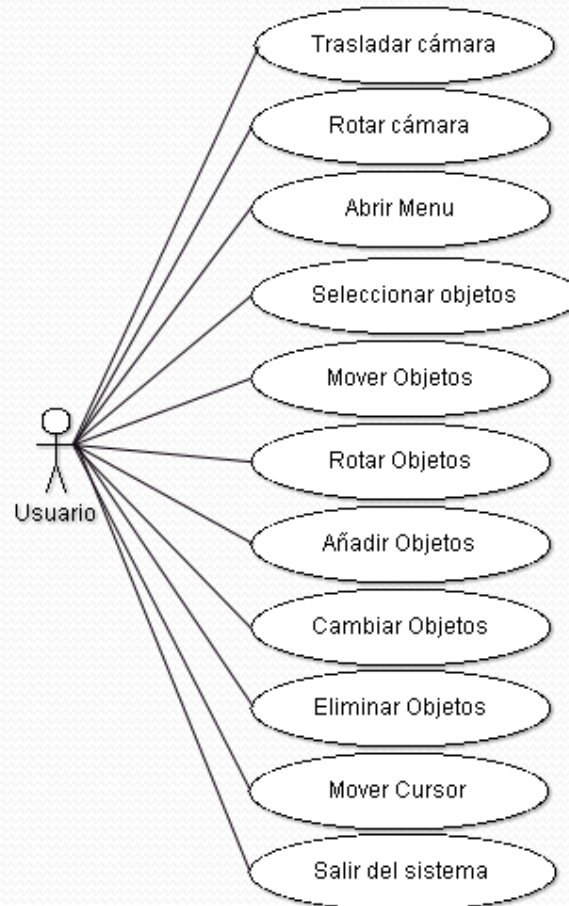 Trasladar cámara
Rotar cámara
Abrir Menu
Seleccionar objetos
Mover Objetos
Rotar Objetos
Usuario
Añadir Objetos
Cambiar Objetos
Eliminar Objetos
Mover Cursor
Salir del sistema